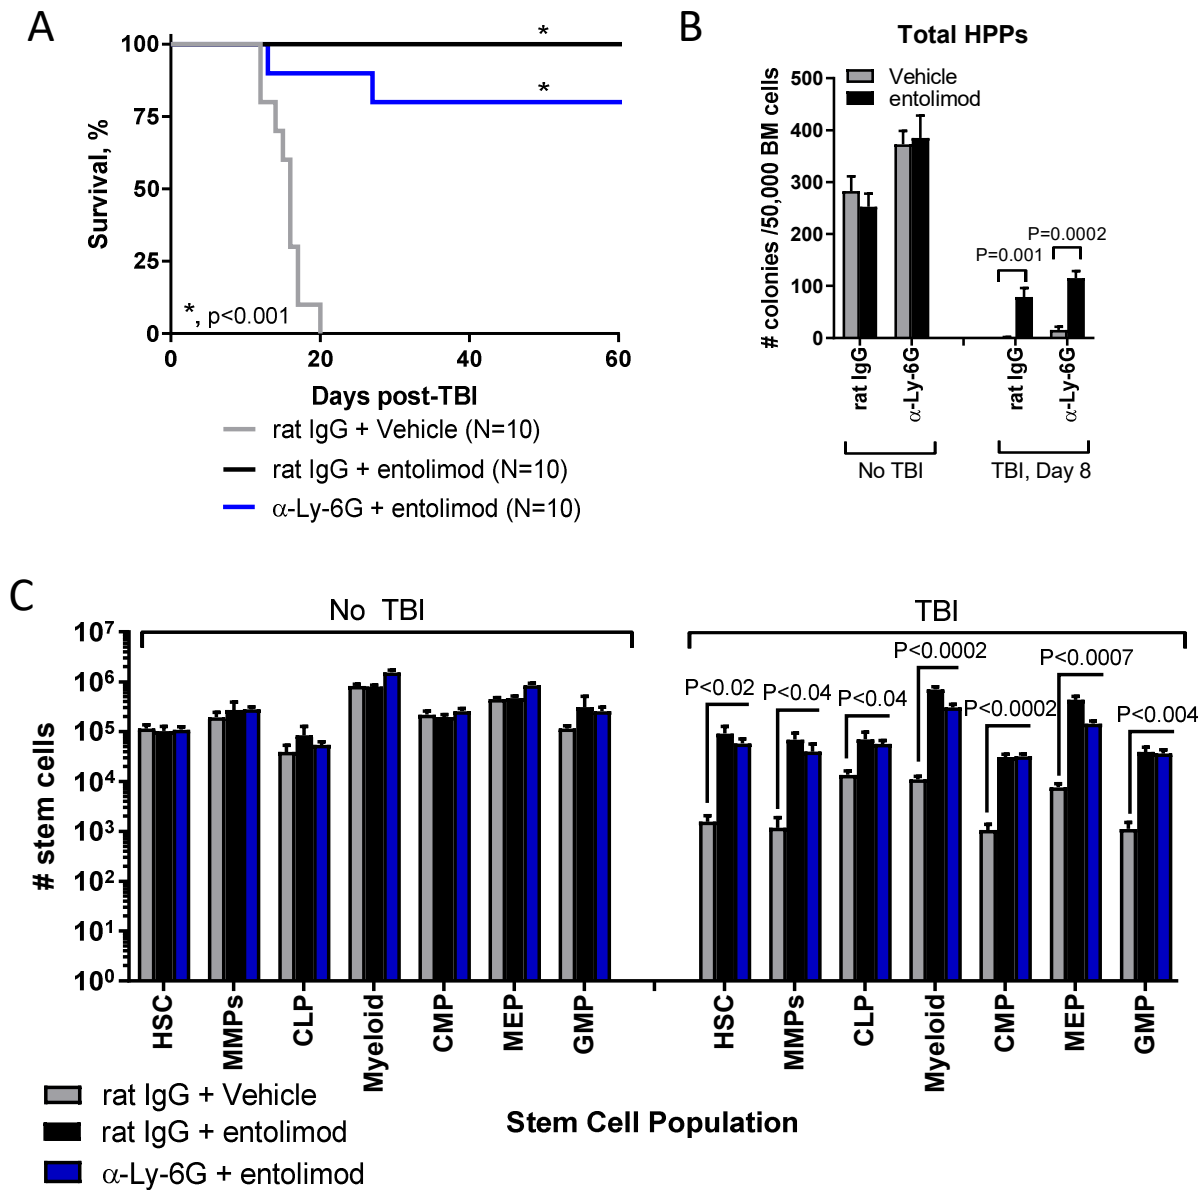 A
100
75
50
25
0
Survival, %
*
*
*, p<0.001
0 20 40 60
Days post-TBI
rat IgG + Vehicle (N=10)
rat IgG + entolimod (N=10)
α-Ly-6G + entolimod (N=10)
B
Total HPPs
Vehicle
entolimod
# colonies /50,000 BM cells
500
400
300
200
100
0
P=0.001
P=0.0002
rat IgG
α-Ly-6G
rat IgG
α-Ly-6G
No TBI
TBI, Day 8
C
No TBI
TBI
# stem cells
10⁷
10⁶
10⁵
10⁴
10³
10²
10¹
10⁰
P<0.02
P<0.04
P<0.04
P<0.0002
P<0.0002
P<0.0007
P<0.004
HSC
MMPs
CLP
Myeloid
CMP
MEP
GMP
HSC
MMPs
CLP
Myeloid
CMP
MEP
GMP
Stem Cell Population
rat IgG + Vehicle
rat IgG + entolimod
α-Ly-6G + entolimod